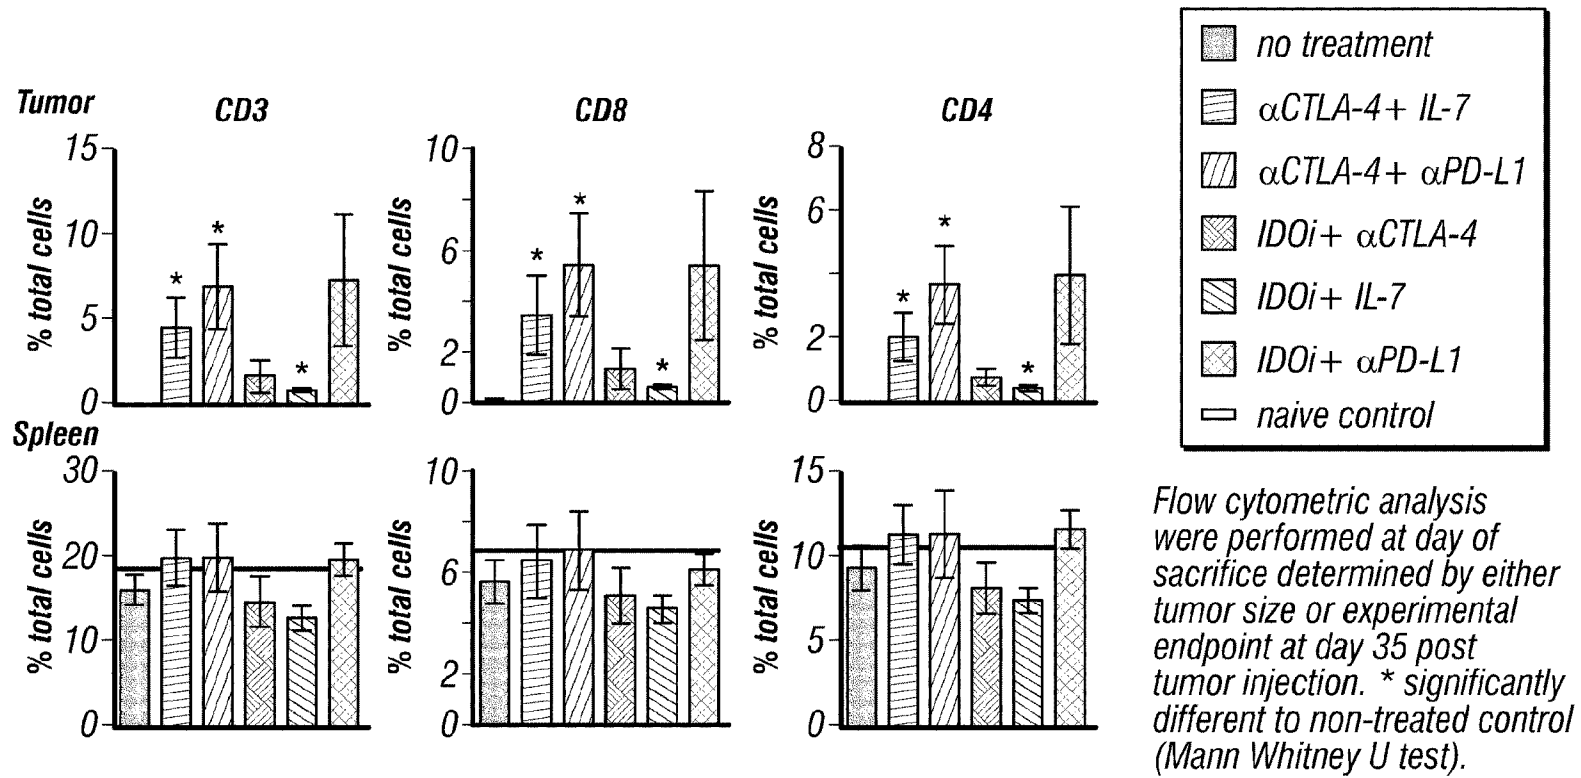 Tumor
CD3
CD8
CD4
15
10
5
0
% total cells
*
*
*
10
6
2
0
% total cells
*
*
*
8
6
2
0
% total cells
*
*
*
Spleen
30
20
10
0
% total cells
10
6
2
0
% total cells
15
10
5
0
% total cells
no treatment
αCTLA-4+ IL-7
αCTLA-4+ αPD-L1
IDOi+ αCTLA-4
IDOi+ IL-7
IDOi+ αPD-L1
naive control
Flow cytometric analysis
were performed at day of
sacrifice determined by either
tumor size or experimental
endpoint at day 35 post
tumor injection. * significantly
different to non-treated control
(Mann Whitney U test).